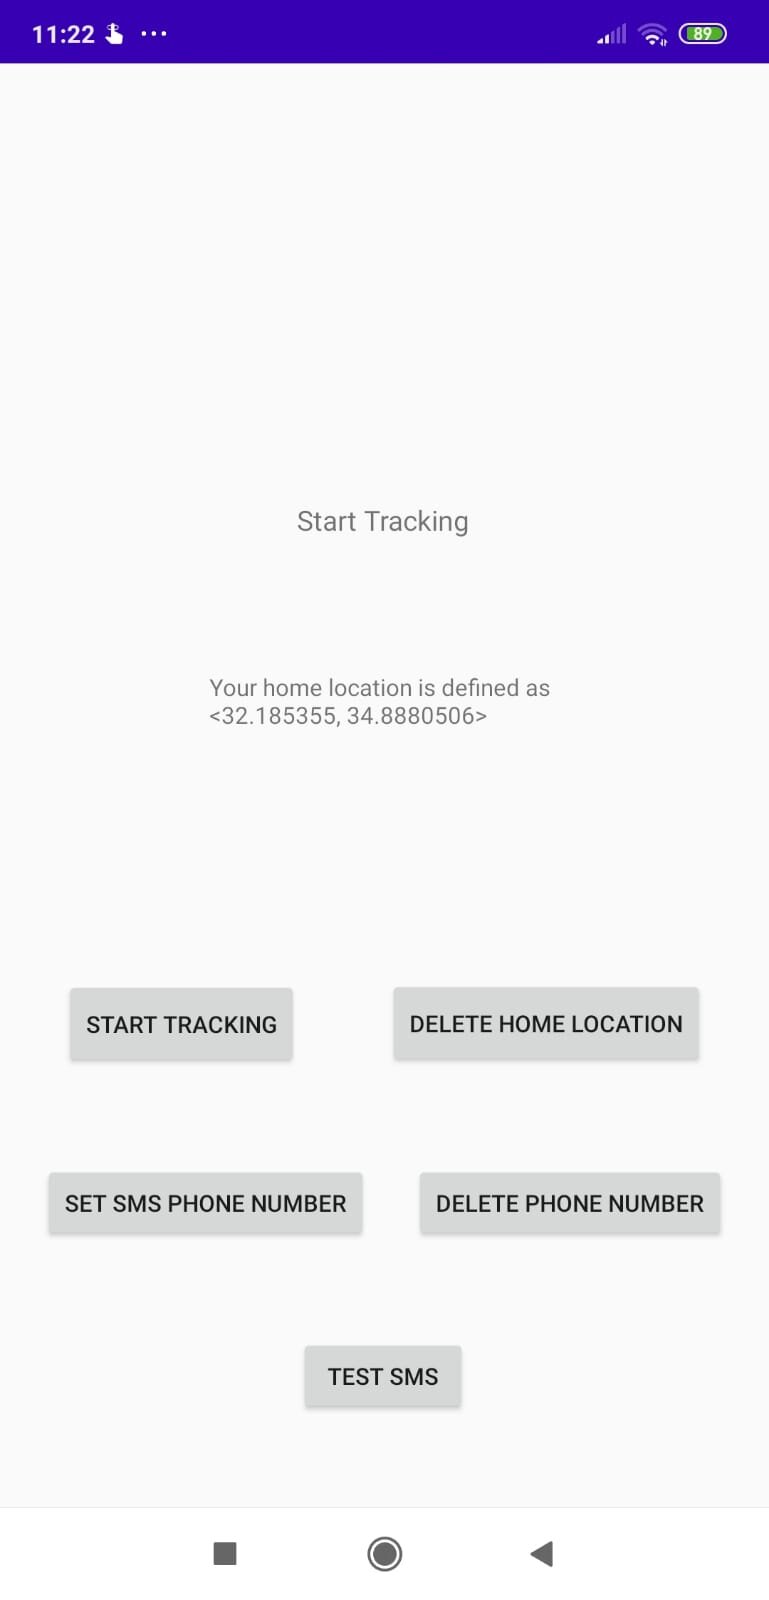 11:22
89
Start Tracking
Your home location is defined as
<32.185355, 34.8880506>
START TRACKING
DELETE HOME LOCATION
SET SMS PHONE NUMBER
DELETE PHONE NUMBER
TEST SMS